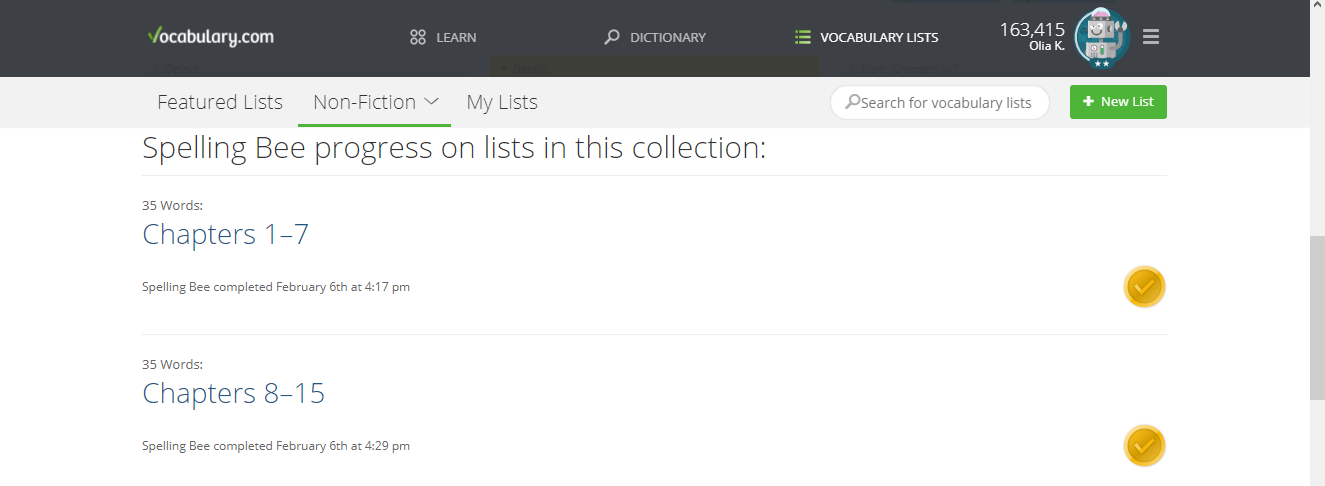 Vocabulary.com
LEARN
DICTIONARY
VOCABULARY LISTS
163,415
Olia K.
Featured Lists
Non-Fiction
My Lists
Search for vocabulary lists
+ New List
Spelling Bee progress on lists in this collection:
35 Words:
Chapters 1–7
Spelling Bee completed February 6th at 4:17 pm
35 Words:
Chapters 8–15
Spelling Bee completed February 6th at 4:29 pm